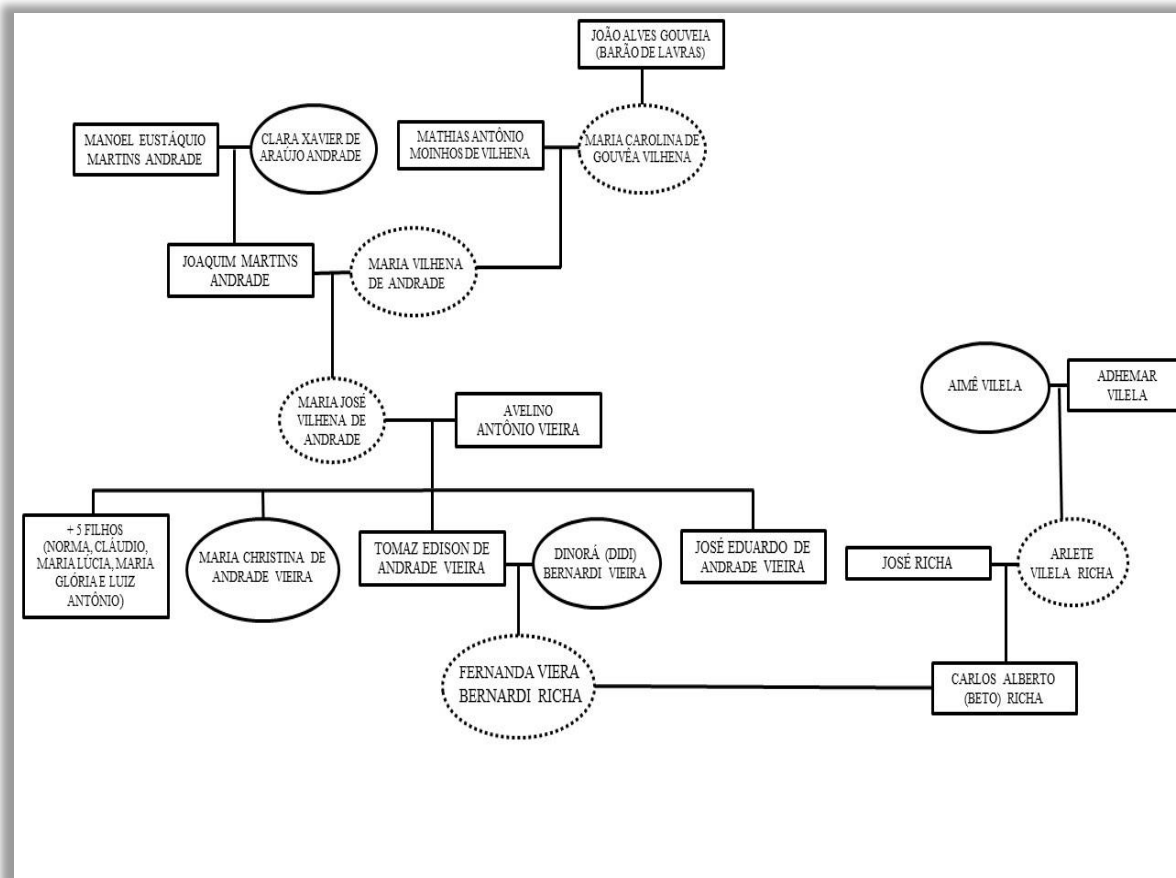 JOÃO ALVES GOUVEIA
(BARÃO DE LAVRAS)
MANOEL EUSTÁQUIO
MARTINS ANDRADE
CLARA XAVIER DE
ARAÚJO ANDRADE
MATHIAS ANTÔNIO
MOINHOS DE VILHENA
MARIA CAROLINA DE
GOUVÊA VILHENA
JOAQUIM MARTINS
ANDRADE
MARIA VILHENA
DE ANDRADE
AIMÊ VILELA
ADHEMAR
VILELA
MARIA JOSÉ
VILHENA DE
ANDRADE
AVELINO
ANTÔNIO VIEIRA
+ 5 FILHOS
(NORMA, CLÁUDIO,
MARIA LÚCIA, MARIA
GLÓRIA E LUIZ
ANTÔNIO)
MARIA CHRISTINA DE
ANDRADE VIEIRA
TOMAZ EDISON DE
ANDRADE VIEIRA
DINORÁ (DIDI)
BERNARDI VIEIRA
JOSÉ EDUARDO DE
ANDRADE VIEIRA
JOSÉ RICHA
ARLETE
VILELA RICHA
FERNANDA VIERA
BERNARDI RICHA
CARLOS ALBERTO
(BETO) RICHA